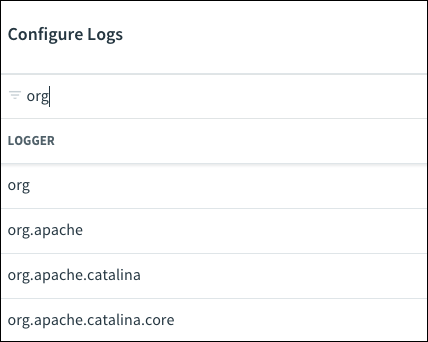 Configure Logs
org
LOGGER
org
org.apache
org.apache.catalina
org.apache.catalina.core